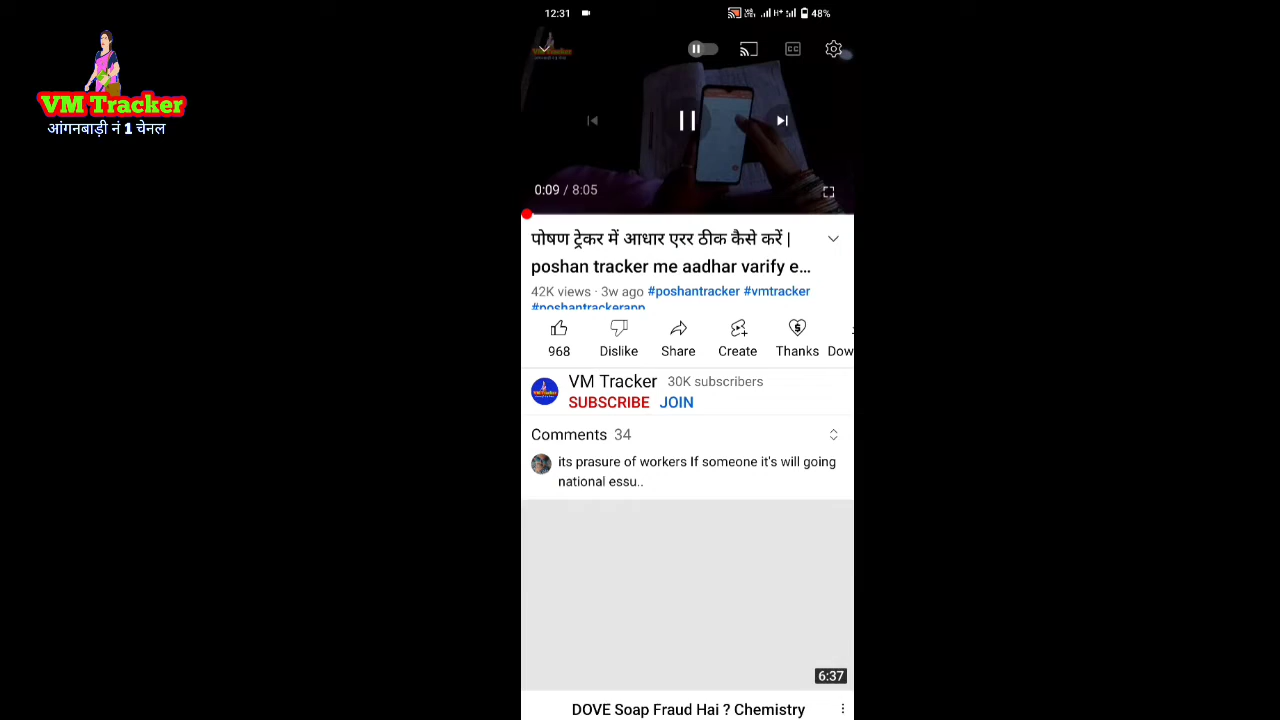 12:31
48%
VM Tracker
आंगनबाड़ी नं 1 चेनल
VM Tracker
CC
0:09 / 8:05
पोषण ट्रेकर में आधार एरर ठीक कैसे करें |
poshan tracker me aadhar varify e...
42K views · 3w ago #poshantracker #vmtracker
#poshantrackerapp
968 Dislike Share Create Thanks Dow
VM Tracker 30K subscribers
SUBSCRIBE JOIN
Comments 34
its prasure of workers If someone it's will going
national essu..
6:37
DOVE Soap Fraud Hai ? Chemistry